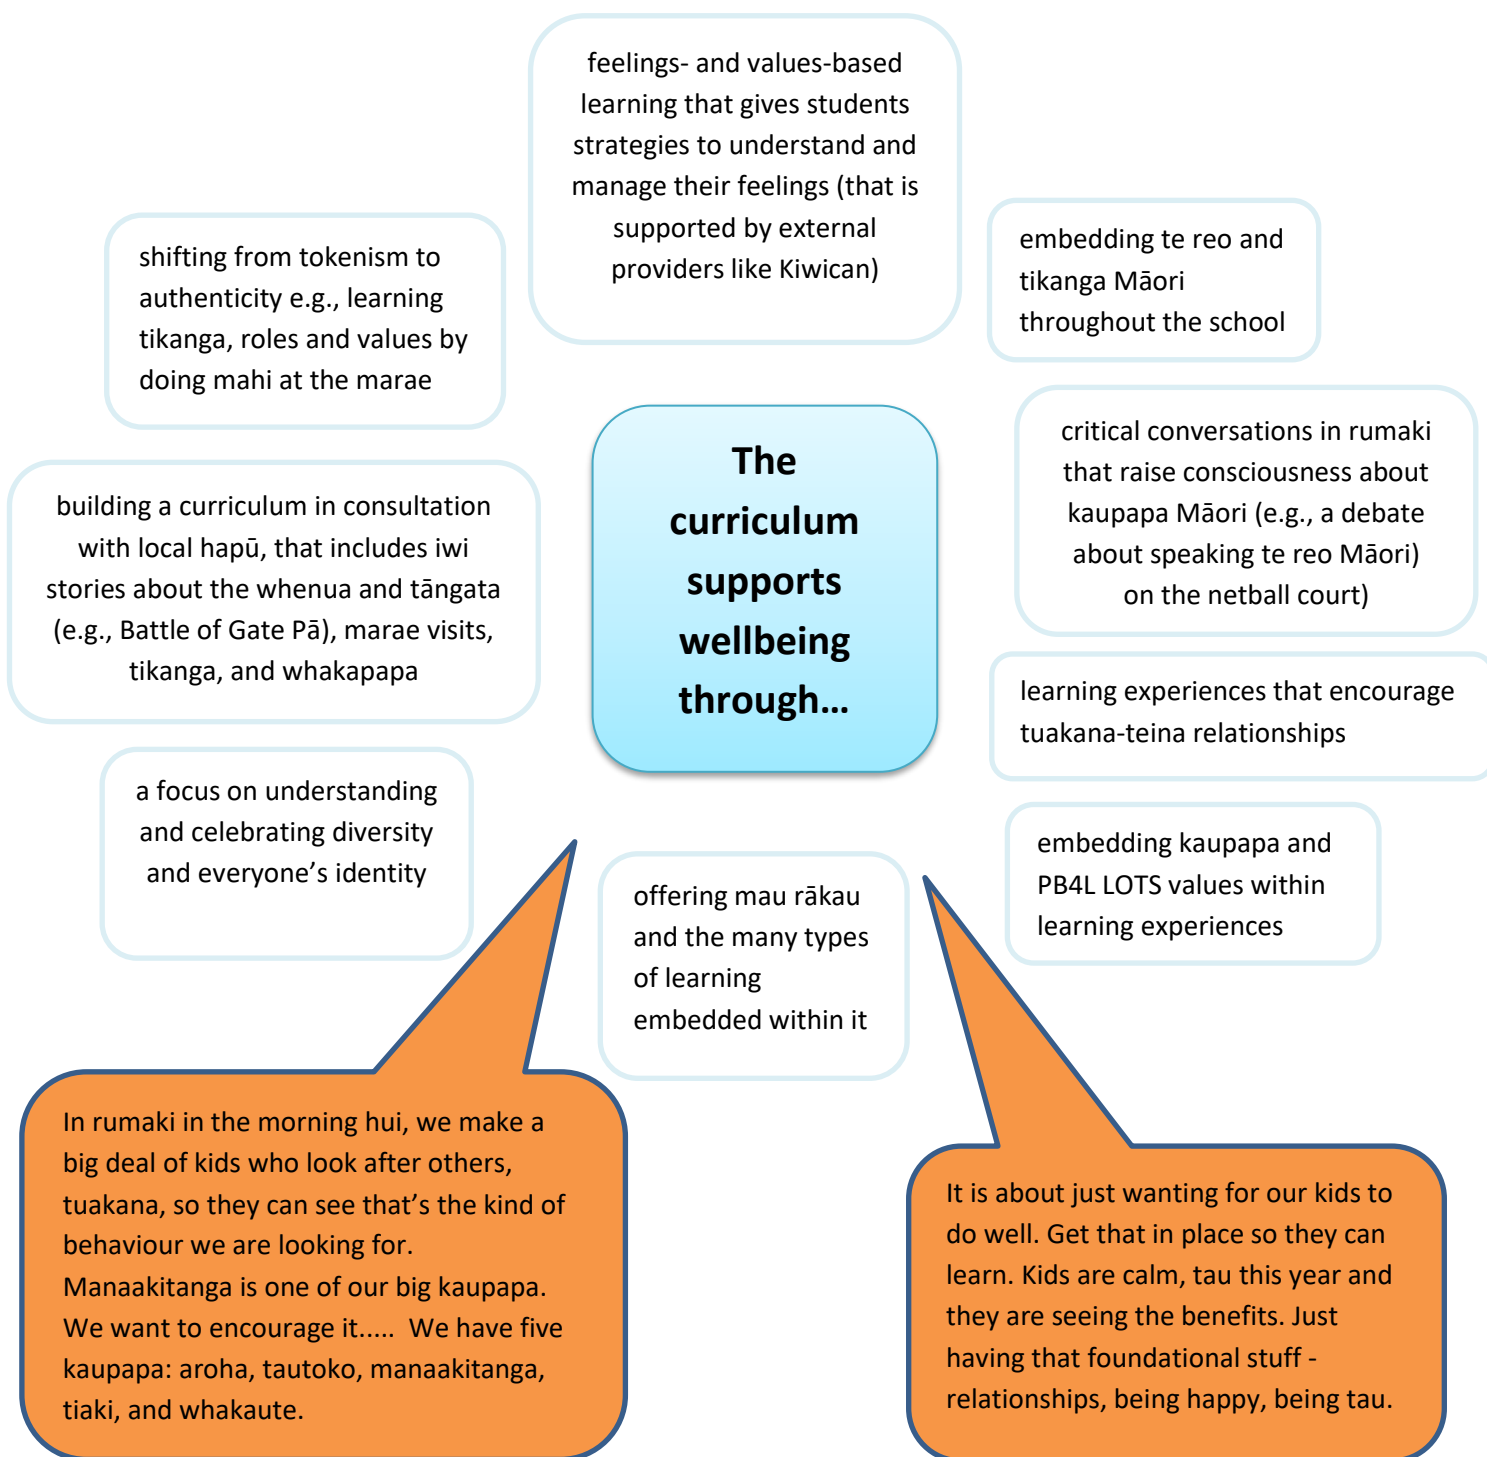 feelings- and values-based
learning that gives students
strategies to understand and
manage their feelings (that is
supported by external
providers like Kiwican)
shifting from tokenism to
authenticity e.g., learning
tikanga, roles and values by
doing mahi at the marae
embedding te reo and
tikanga Māori
throughout the school
building a curriculum in consultation
with local hapū, that includes iwi
stories about the whenua and tāngata
(e.g., Battle of Gate Pā), marae visits,
tikanga, and whakapapa
The
curriculum
supports
wellbeing
through…
critical conversations in rumaki
that raise consciousness about
kaupapa Māori (e.g., a debate
about speaking te reo Māori)
on the netball court)
learning experiences that encourage
tuakana-teina relationships
a focus on understanding
and celebrating diversity
and everyone’s identity
offering mau rākau
and the many types
of learning
embedded within it
embedding kaupapa and
PB4L LOTS values within
learning experiences
In rumaki in the morning hui, we make a
big deal of kids who look after others,
tuakana, so they can see that’s the kind of
behaviour we are looking for.
Manaakitanga is one of our big kaupapa.
We want to encourage it..... We have five
kaupapa: aroha, tautoko, manaakitanga,
tiaki, and whakaute.
It is about just wanting for our kids to
do well. Get that in place so they can
learn. Kids are calm, tau this year and
they are seeing the benefits. Just
having that foundational stuff -
relationships, being happy, being tau.